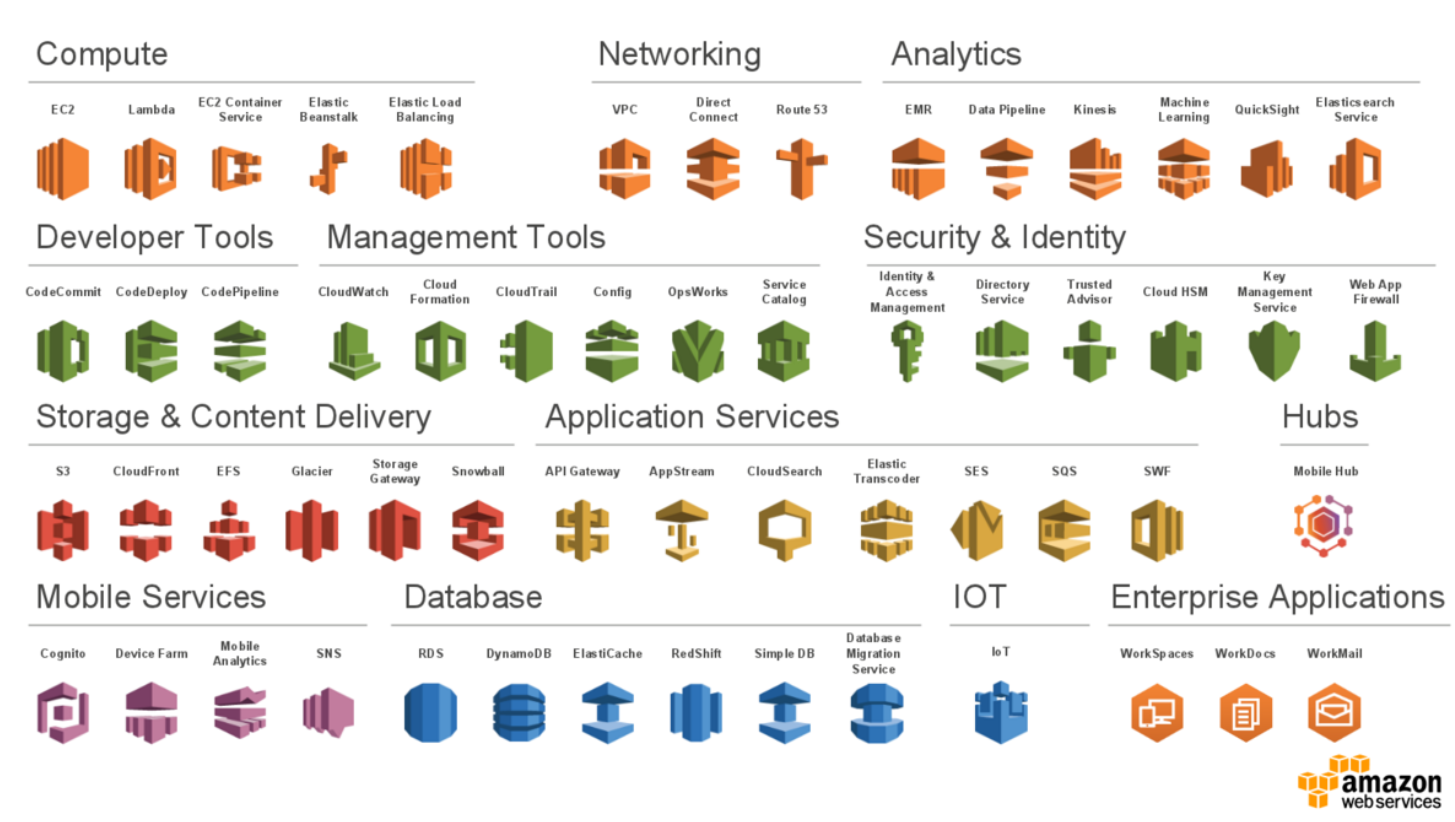 Compute
Networking
Analytics
EC2
Lambda
EC2 Container
Service
Elastic
Beanstalk
Elastic Load
Balancing
VPC
Direct
Connect
Route 53
EMR
Data Pipeline
Kinesis
Machine
Learning
QuickSight
Elasticsearch
Service
Developer Tools
Management Tools
Security & Identity
CodeCommit
CodeDeploy
CodePipeline
CloudWatch
Cloud
Formation
CloudTrail
Config
OpsWorks
Service
Catalog
Identity &
Access
Management
Directory
Service
Trusted
Advisor
Cloud HSM
Key
Management
Service
Web App
Firewall
Storage & Content Delivery
Application Services
Hubs
S3
CloudFront
EFS
Glacier
Storage
Gateway
Snowball
API Gateway
AppStream
CloudSearch
Elastic
Transcoder
SES
SQS
SWF
Mobile Hub
Mobile Services
Database
IOT
Enterprise Applications
Cognito
Device Farm
Mobile
Analytics
SNS
RDS
DynamoDB
ElastiCache
RedShift
Simple DB
Database
Migration
Service
IoT
WorkSpaces
WorkDocs
WorkMail
amazon
web services